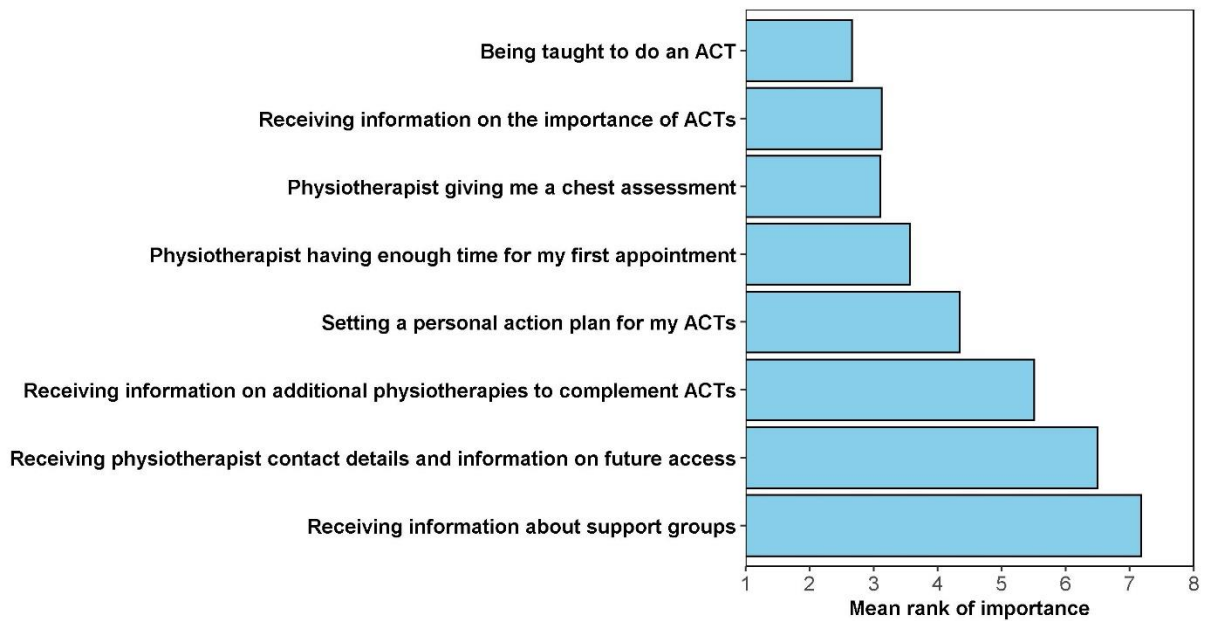 Being taught to do an ACT
Receiving information on the importance of ACTs
Physiotherapist giving me a chest assessment
Physiotherapist having enough time for my first appointment
Setting a personal action plan for my ACTs
Receiving information on additional physiotherapies to complement ACTs
Receiving physiotherapist contact details and information on future access
Receiving information about support groups
1 2 3 4 5 6 7 8
Mean rank of importance